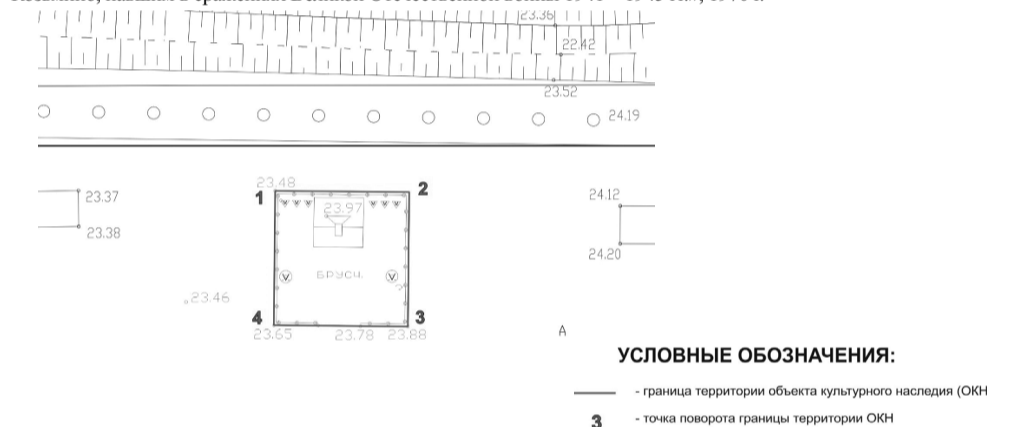 23.36
22.42
23.52
24.19
23.48
1
2
23.37
23.97
24.12
23.38
24.20
БРУСЧ.
23.46
4
3
23.65 23.78 23.88
А
УСЛОВНЫЕ ОБОЗНАЧЕНИЯ:
- граница территории объекта культурного наследия (ОКН
3 - точка поворота границы территории ОКН